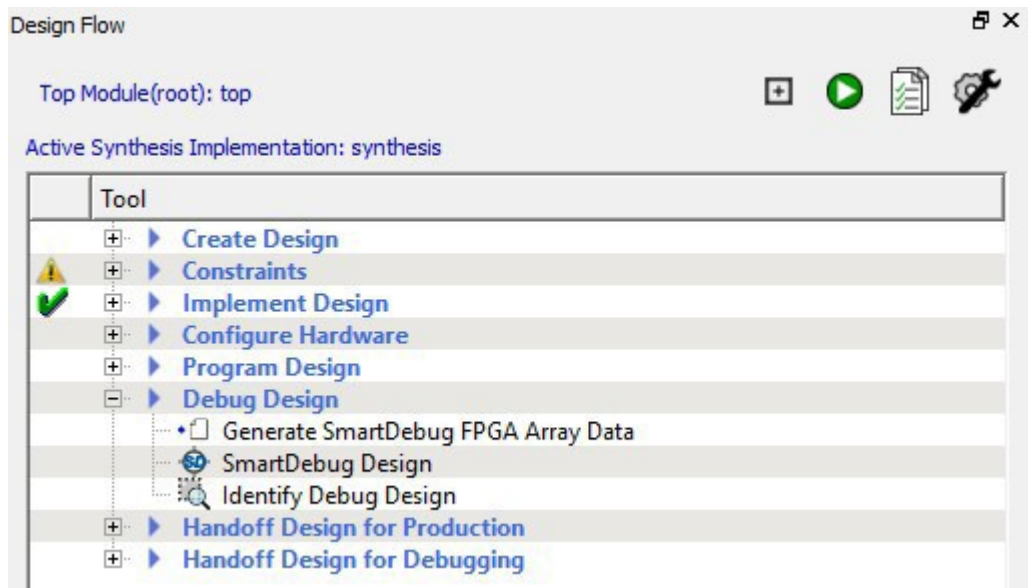 Design Flow
Top Module(root): top
Active Synthesis Implementation: synthesis
Tool
Create Design
Constraints
Implement Design
Configure Hardware
Program Design
Debug Design
Generate SmartDebug FPGA Array Data
SD SmartDebug Design
Identify Debug Design
Handoff Design for Production
Handoff Design for Debugging